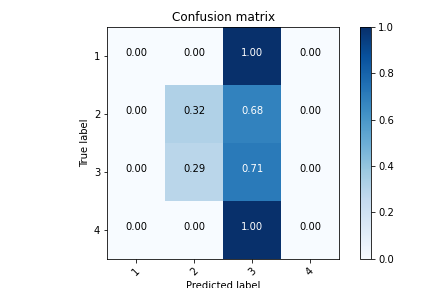 Confusion matrix
True label
1 0.00 0.00 1.00 0.00
2 0.00 0.32 0.68 0.00
3 0.00 0.29 0.71 0.00
4 0.00 0.00 1.00 0.00
1 2 3 4
Predicted label
1.0
0.8
0.6
0.4
0.2
0.0